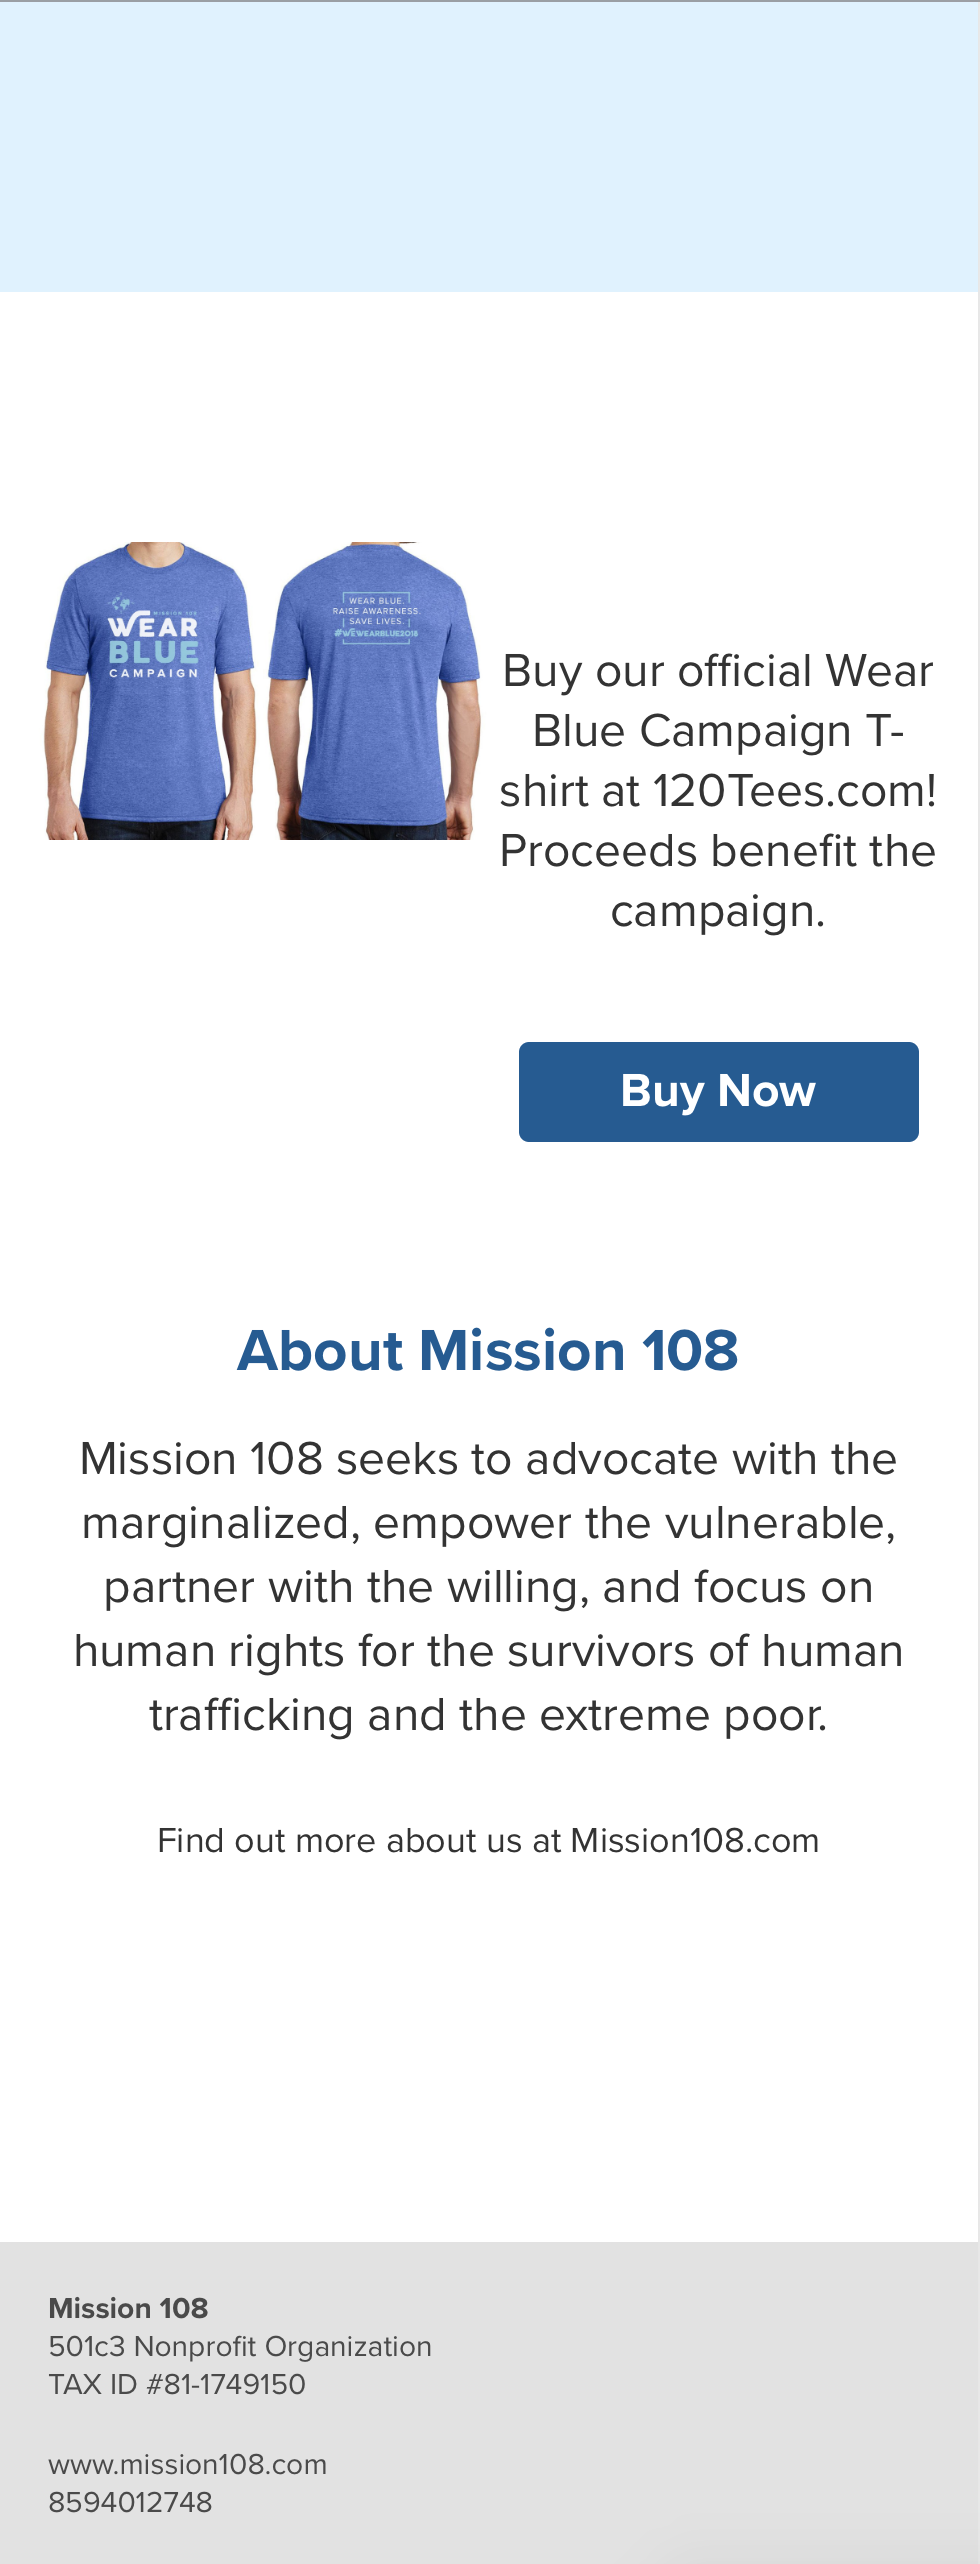 MISSION 108
WEAR
BLUE
CAMPAIGN
WEAR BLUE.
RAISE AWARENESS.
SAVE LIVES.
#WEWEARBLUE2018
Buy our official Wear
Blue Campaign T-
shirt at 120Tees.com!
Proceeds benefit the
campaign.
Buy Now
About Mission 108
Mission 108 seeks to advocate with the
marginalized, empower the vulnerable,
partner with the willing, and focus on
human rights for the survivors of human
trafficking and the extreme poor.
Find out more about us at Mission108.com
Mission 108
501c3 Nonprofit Organization
TAX ID #81-1749150
www.mission108.com
8594012748